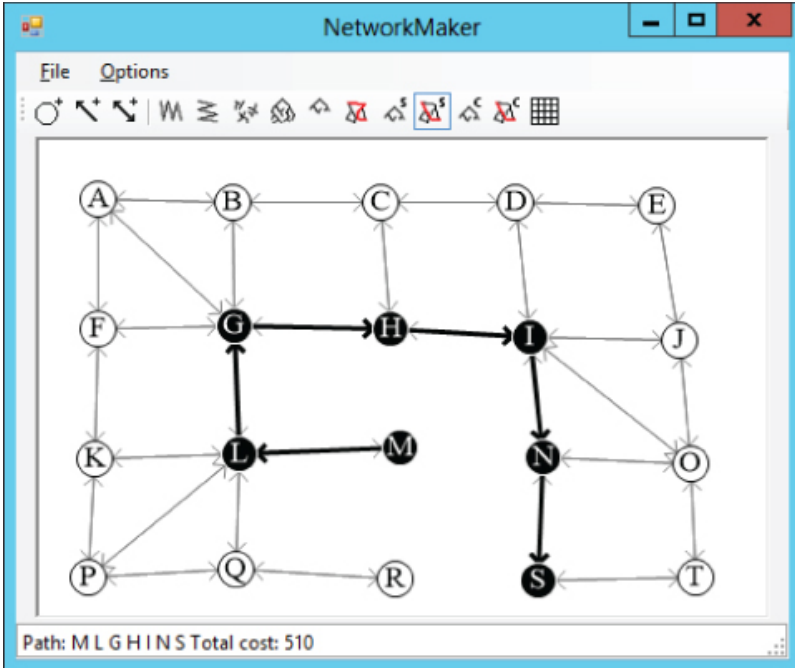 NetworkMaker
File Options
A B C D E
F G H I J
K L M N O
P Q R S T
Path: M L G H I N S Total cost: 510